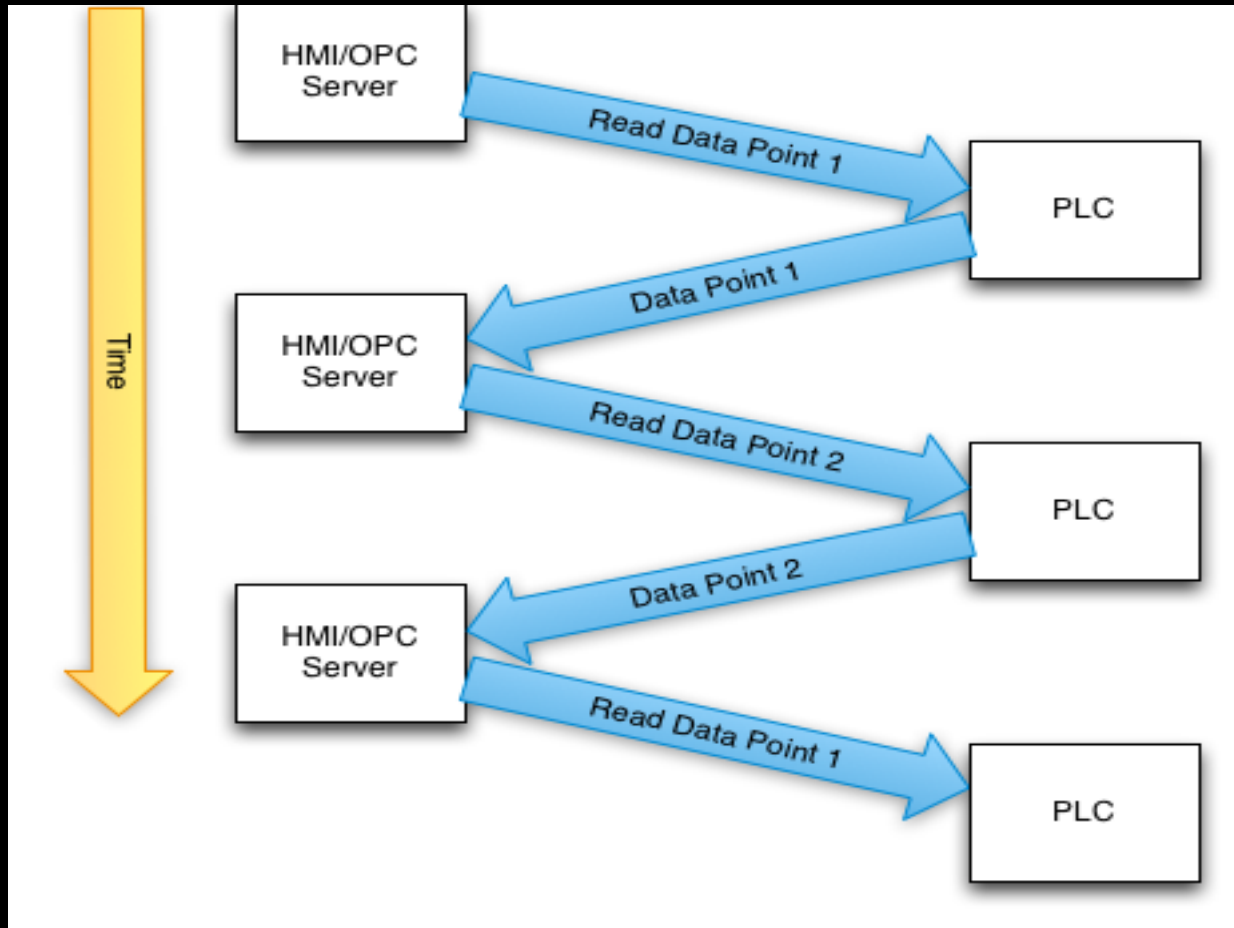 HMI/OPC
Server
Read Data Point 1
PLC
Data Point 1
Time
HMI/OPC
Server
Read Data Point 2
PLC
Data Point 2
HMI/OPC
Server
Read Data Point 1
PLC